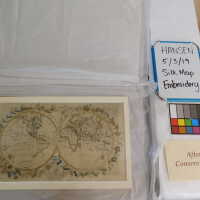 HANSEN
5/3/19
Silk Map
Embroidery
After
Conserv